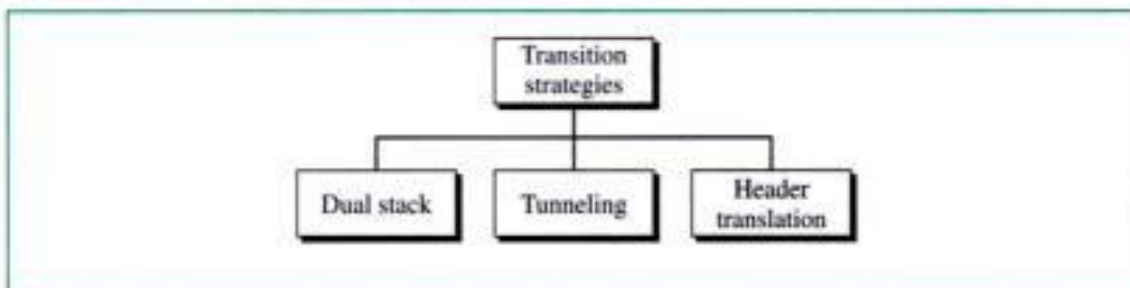 Transition
strategies
Dual stack
Tunneling
Header
translation